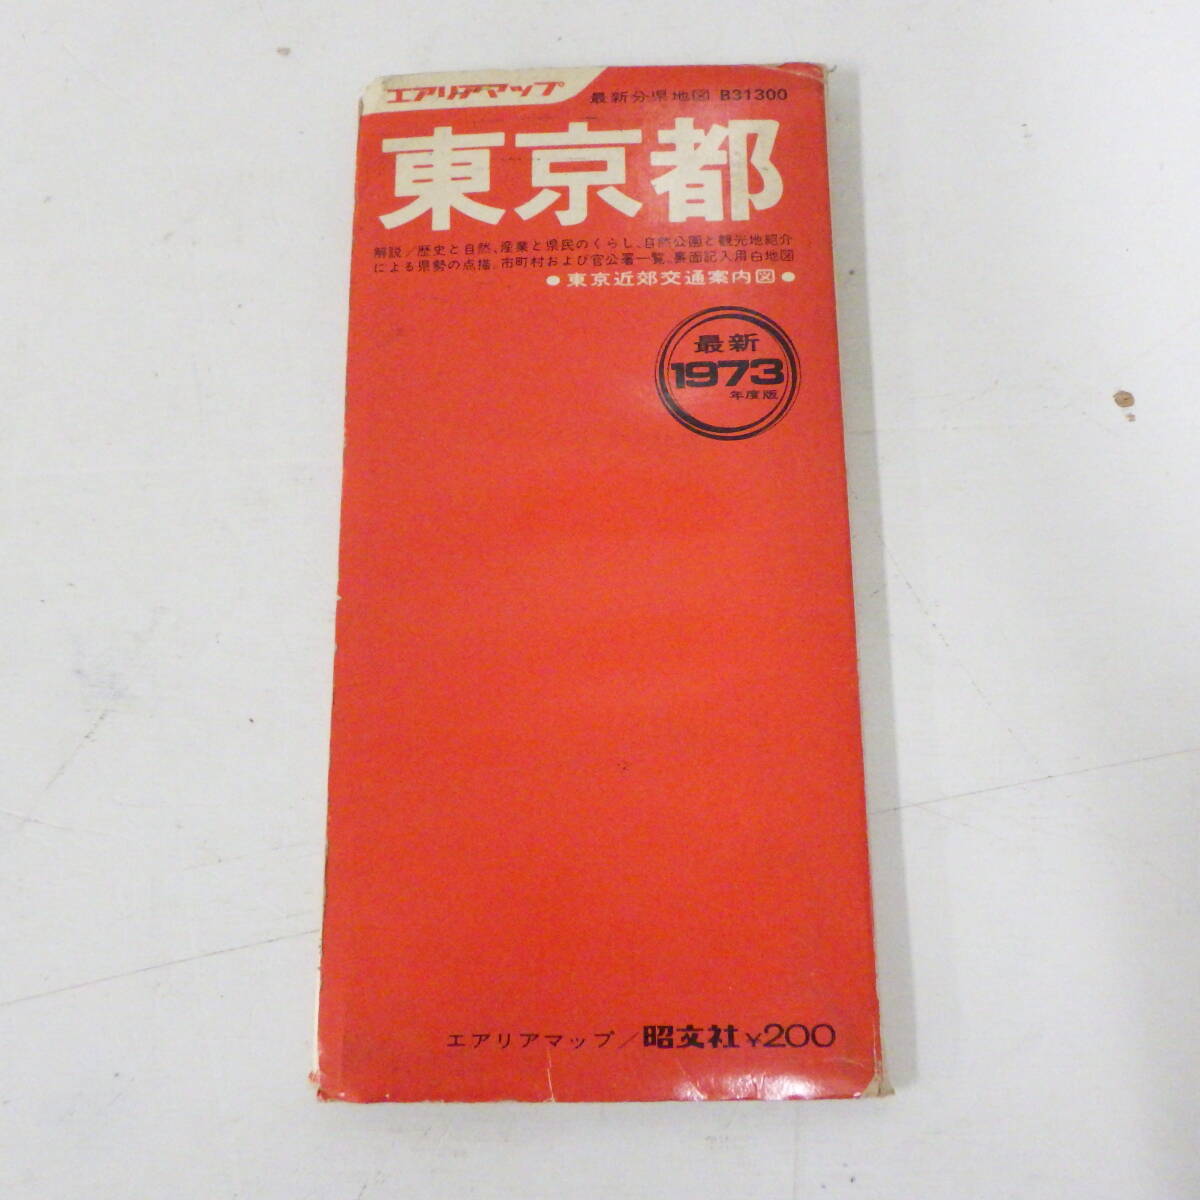 エアリアマップ
最新分県地図 B31300
東京都
解説／歴史と自然、産業と県民のくらし、自然公園と観光地紹介
による県勢の点描。市町村および官公署一覧、裏面記入用白地図
●東京近郊交通案内図●
最新
1973
年度版
エアリアマップ／昭文社 ¥200